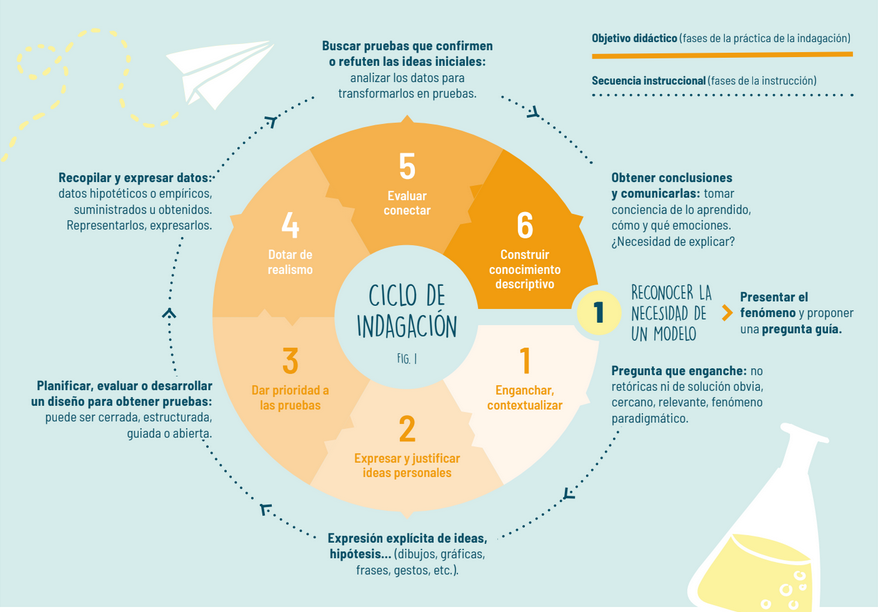 Buscar pruebas que confirmen
o refuten las ideas iniciales:
analizar los datos para
transformarlos en pruebas.
Objetivo didáctico (fases de la práctica de la indagación)
Secuencia instruccional (fases de la instrucción)
Recopilar y expresar datos:
datos hipotéticos o empíricos,
suministrados u obtenidos.
Representarlos, expresarlos.
Obtener conclusiones
y comunicarlas: tomar
conciencia de lo aprendido,
cómo y qué emociones.
¿Necesidad de explicar?
5
Evaluar
conectar
4
Dotar de
realismo
6
Construir
conocimiento
descriptivo
CICLO DE
INDAGACIÓN
FIG. 1
1
RECONOCER LA
NECESIDAD DE
UN MODELO
Presentar el
fenómeno y proponer
una pregunta guía.
3
Dar prioridad a
las pruebas
1
Enganchar,
contextualizar
2
Expresar y justificar
ideas personales
Planificar, evaluar o desarrollar
un diseño para obtener pruebas:
puede ser cerrada, estructurada,
guiada o abierta.
Pregunta que enganche: no
retóricas ni de solución obvia,
cercano, relevante, fenómeno
paradigmático.
Expresión explícita de ideas,
hipótesis... (dibujos, gráficas,
frases, gestos, etc.).